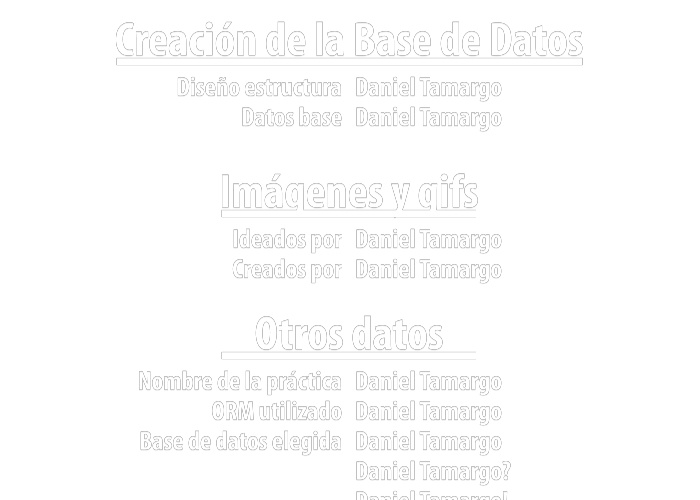 Creación de la Base de Datos
Diseño estructura Daniel Tamargo
Datos base Daniel Tamargo
Imágenes y gifs
Ideados por Daniel Tamargo
Creados por Daniel Tamargo
Otros datos
Nombre de la práctica Daniel Tamargo
ORM utilizado Daniel Tamargo
Base de datos elegida Daniel Tamargo
Daniel Tamargo?
Daniel Tamargo!